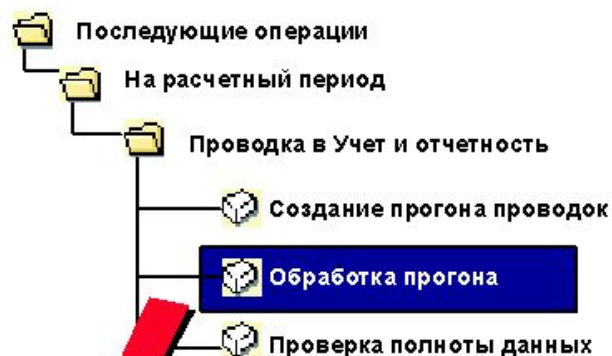 Последующие операции
На расчетный период
Проводка в Учет и отчетность
Создание прогона проводок
Обработка прогона
Проверка полноты данных